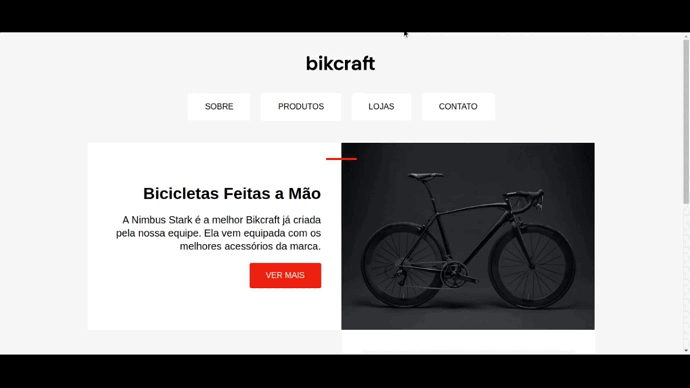 bikcraft
SOBRE
PRODUTOS
LOJAS
CONTATO
Bicicletas Feitas a Mão
A Nimbus Stark é a melhor Bikcraft já criada
pela nossa equipe. Ela vem equipada com os
melhores acessórios da marca.
VER MAIS